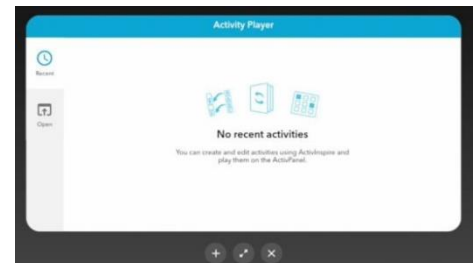 Activity Player
Recent
Open
No recent activities
You can create and edit activities using ActivInspire and
play them on the ActivPanel.